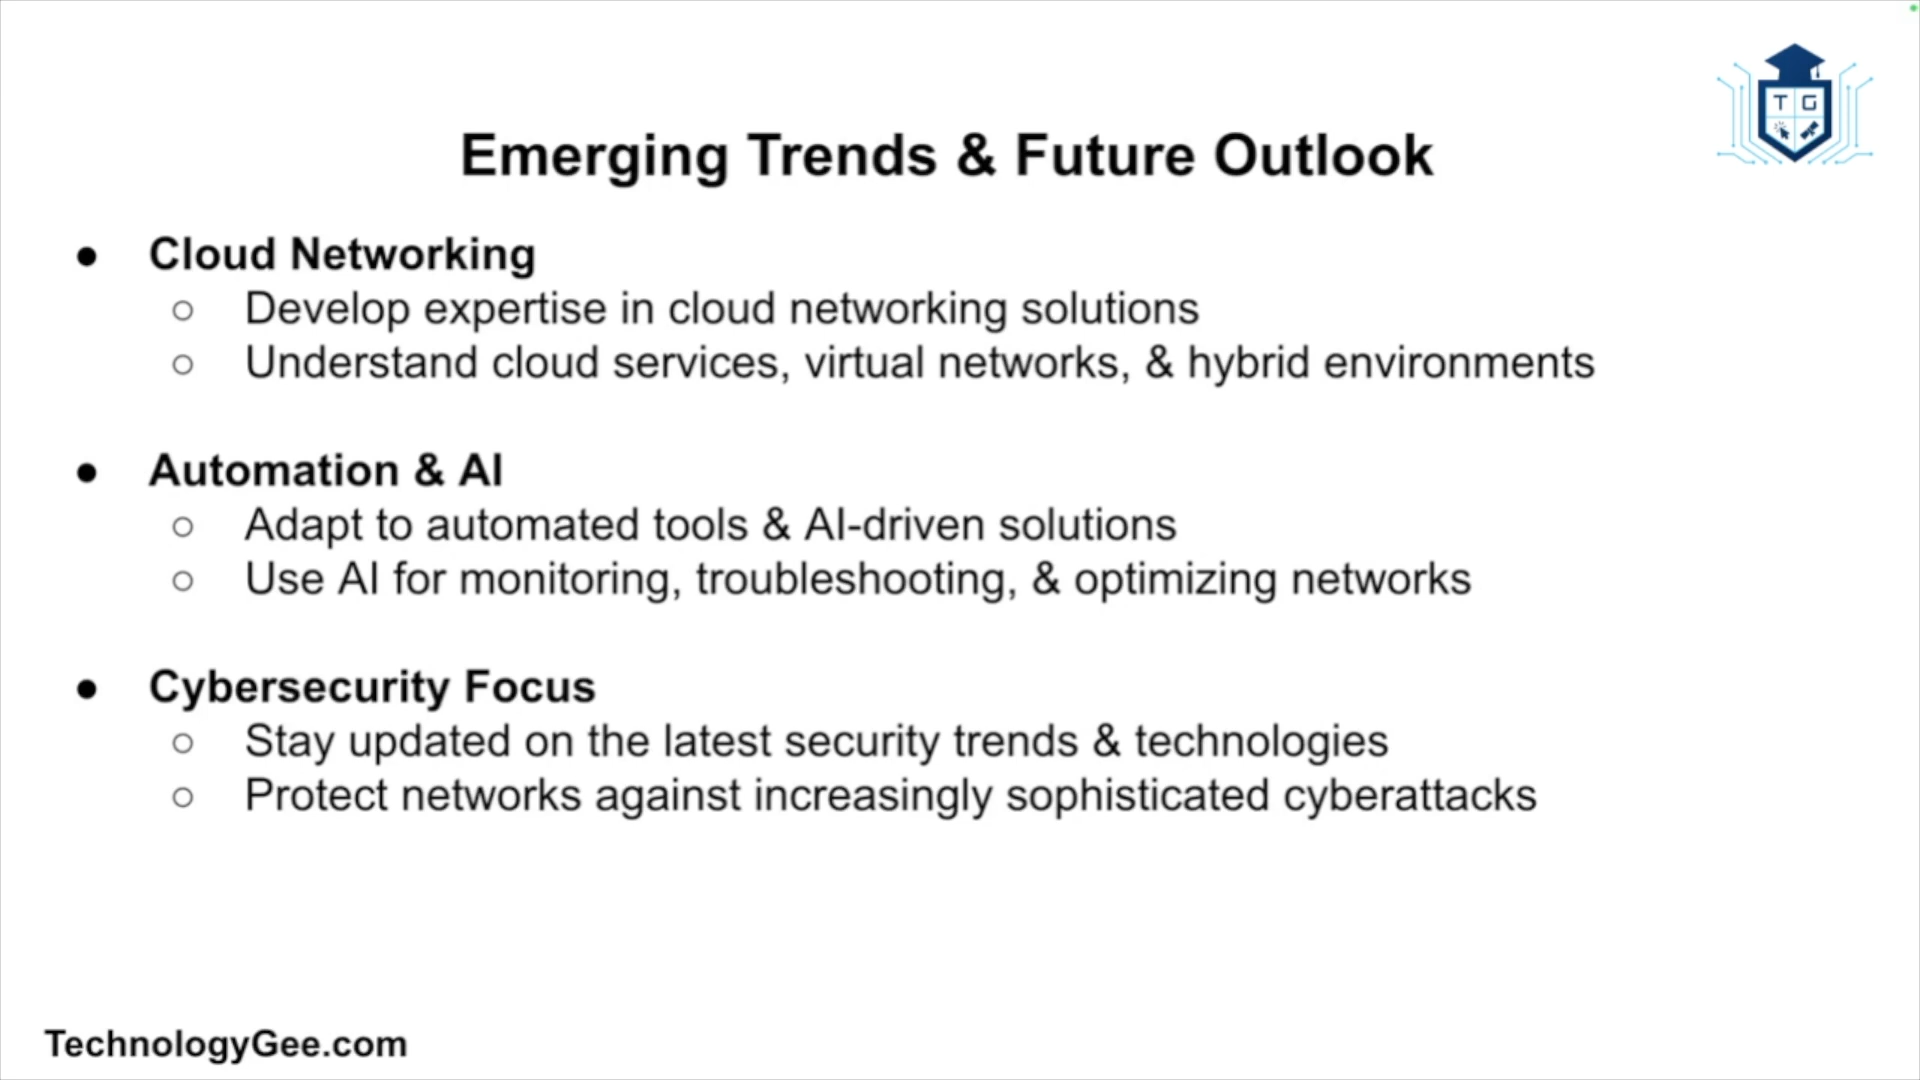 T G
Emerging Trends & Future Outlook
● Cloud Networking
○ Develop expertise in cloud networking solutions
○ Understand cloud services, virtual networks, & hybrid environments
● Automation & AI
○ Adapt to automated tools & AI-driven solutions
○ Use AI for monitoring, troubleshooting, & optimizing networks
● Cybersecurity Focus
○ Stay updated on the latest security trends & technologies
○ Protect networks against increasingly sophisticated cyberattacks
TechnologyGee.com